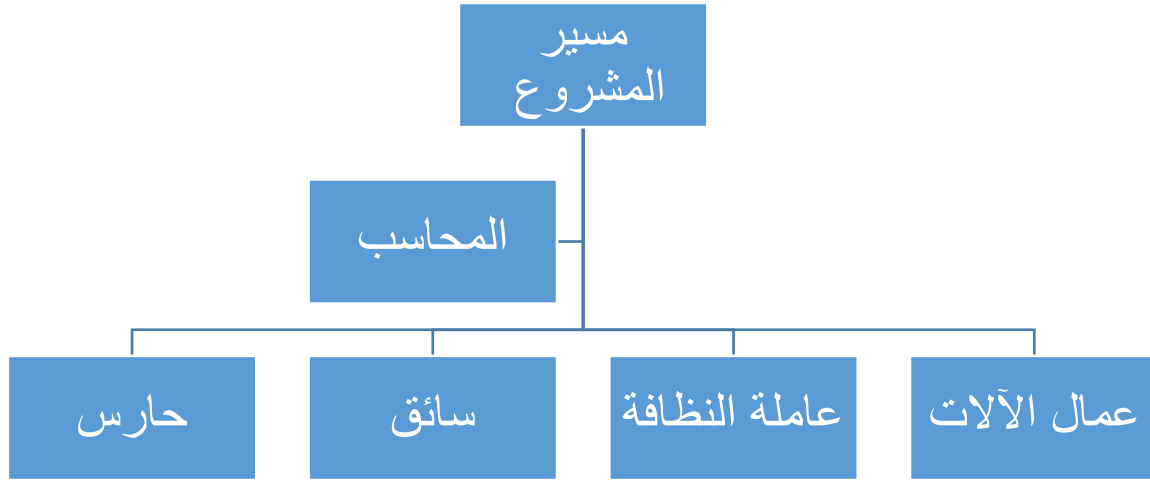 مسير
المشروع
المحاسب
عمال الآلات
عاملة النظافة
سائق
حارس